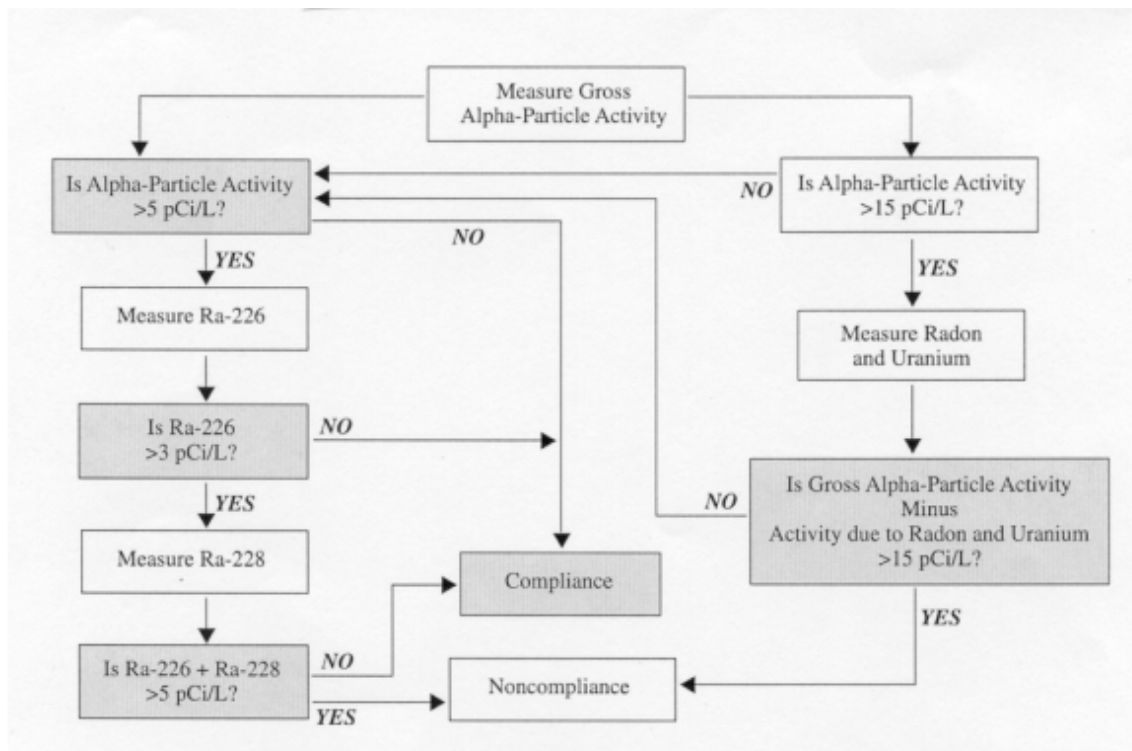 Measure Gross
Alpha-Particle Activity
Is Alpha-Particle Activity
>5 pCi/L?
NO
Is Alpha-Particle Activity
>15 pCi/L?
NO
YES
YES
Measure Ra-226
Measure Radon
and Uranium
Is Ra-226
>3 pCi/L?
NO
Is Gross Alpha-Particle Activity
Minus
Activity due to Radon and Uranium
>15 pCi/L?
NO
YES
Measure Ra-228
Compliance
YES
Is Ra-226 + Ra-228
>5 pCi/L?
NO
YES
Noncompliance